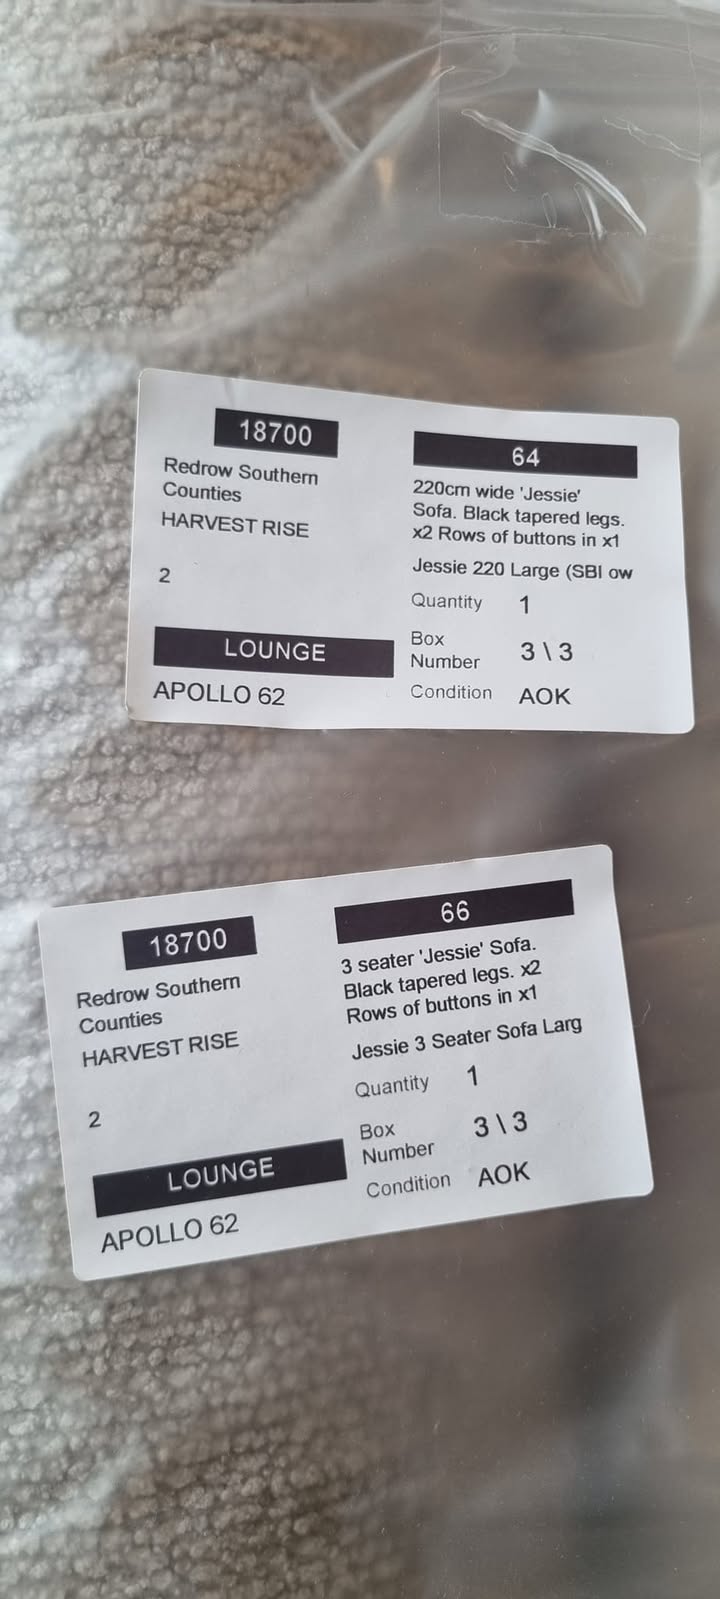 18700
Redrow Southern
Counties
HARVEST RISE
2
LOUNGE
APOLLO 62
64
220cm wide 'Jessie'
Sofa. Black tapered legs.
x2 Rows of buttons in x1
Jessie 220 Large (SBI ow
Quantity 1
Box
Number 3 \ 3
Condition AOK
18700
Redrow Southern
Counties
HARVEST RISE
2
LOUNGE
APOLLO 62
66
3 seater 'Jessie' Sofa.
Black tapered legs. x2
Rows of buttons in x1
Jessie 3 Seater Sofa Larg
Quantity 1
Box
Number 3 \ 3
Condition AOK